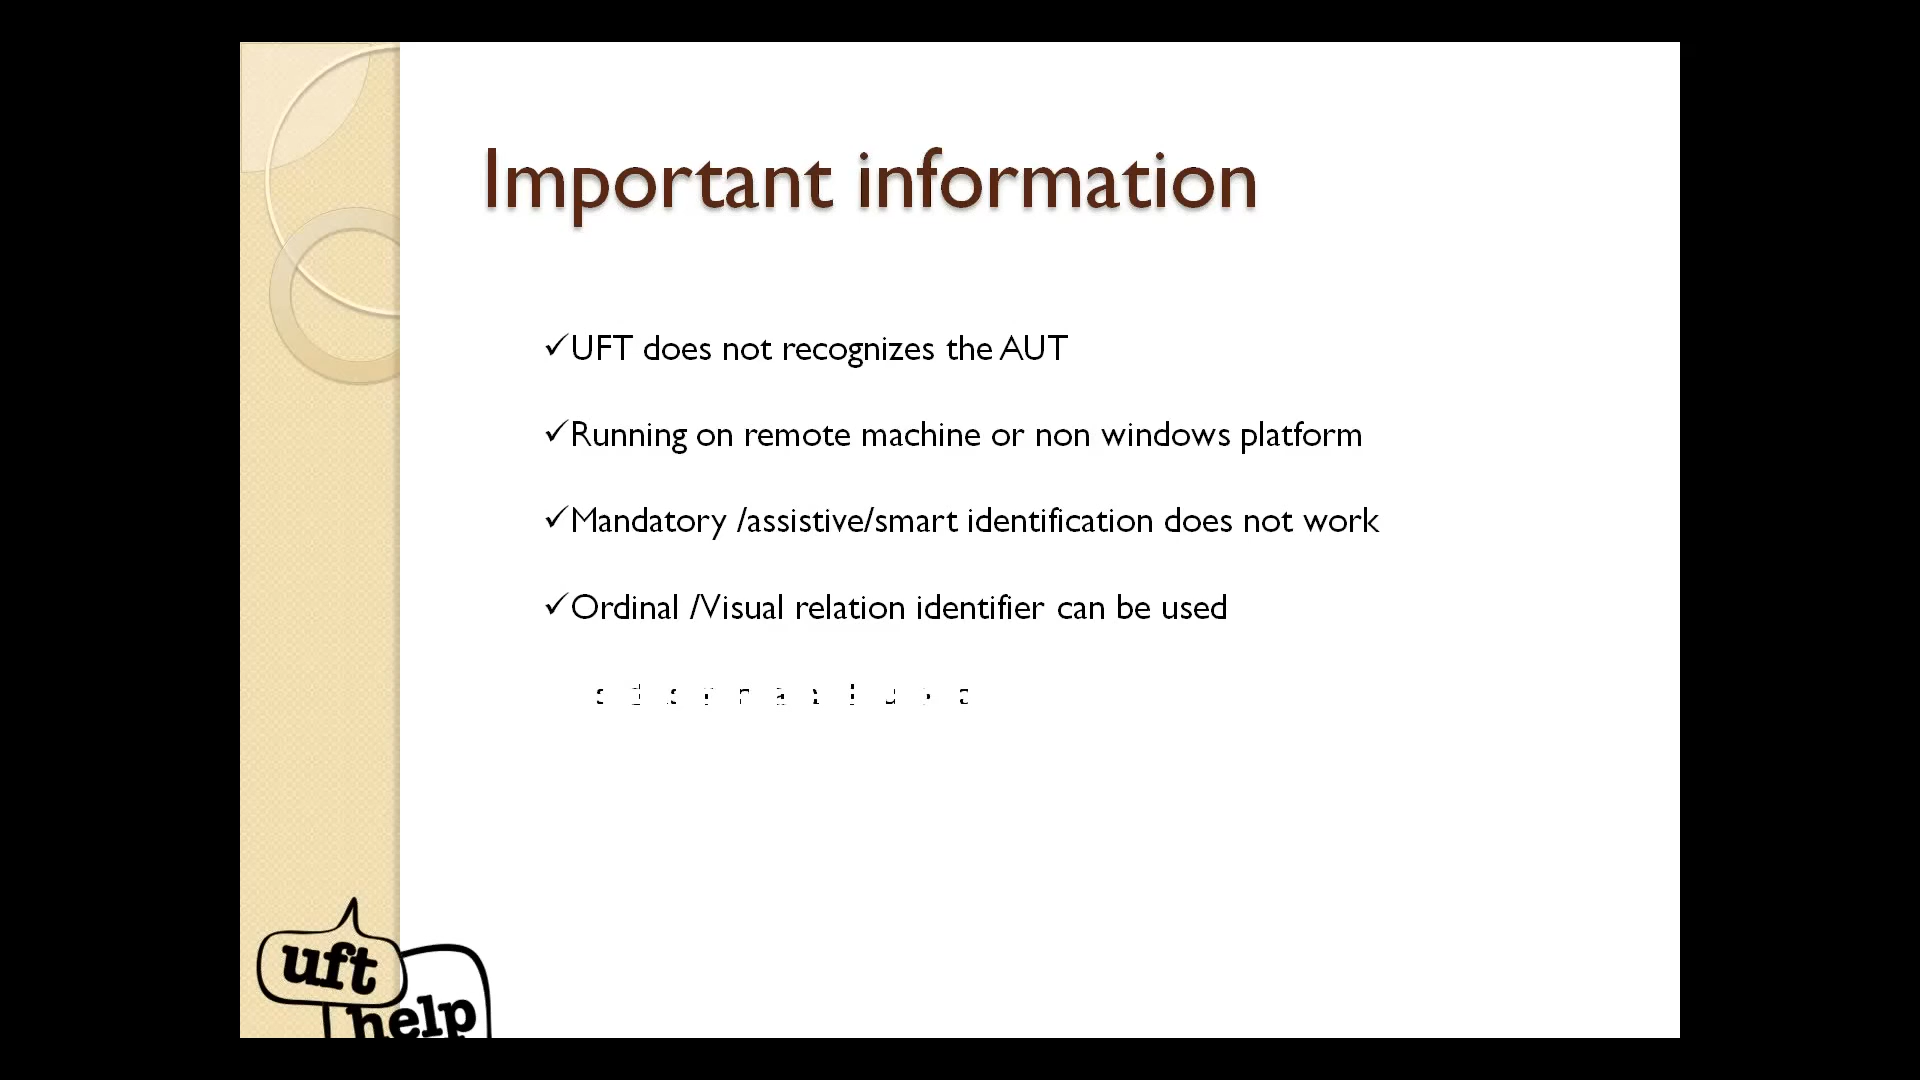 Important information
✓UFT does not recognizes the AUT
✓Running on remote machine or non windows platform
✓Mandatory /assistive/smart identification does not work
✓Ordinal /Visual relation identifier can be used
uft
help